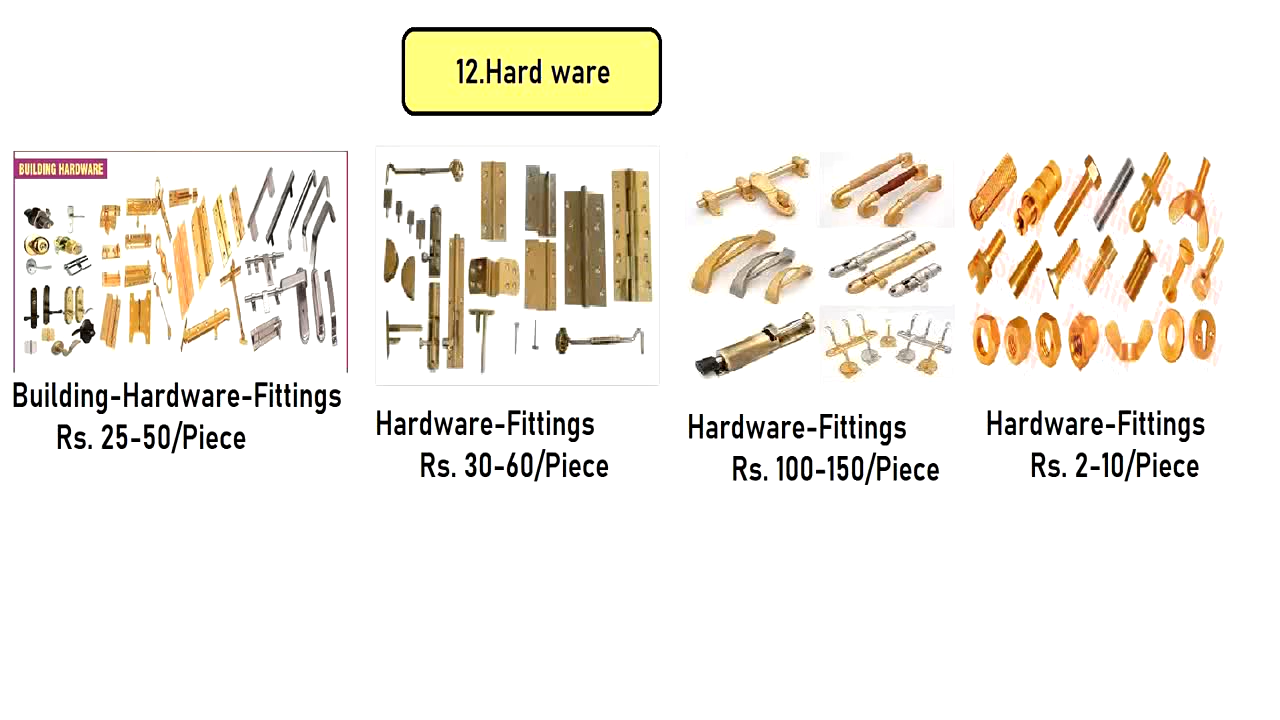 12.Hard ware
BUILDING HARDWARE
Building-Hardware-Fittings
Rs. 25-50/Piece
Hardware-Fittings
Rs. 30-60/Piece
Hardware-Fittings
Rs. 100-150/Piece
Hardware-Fittings
Rs. 2-10/Piece